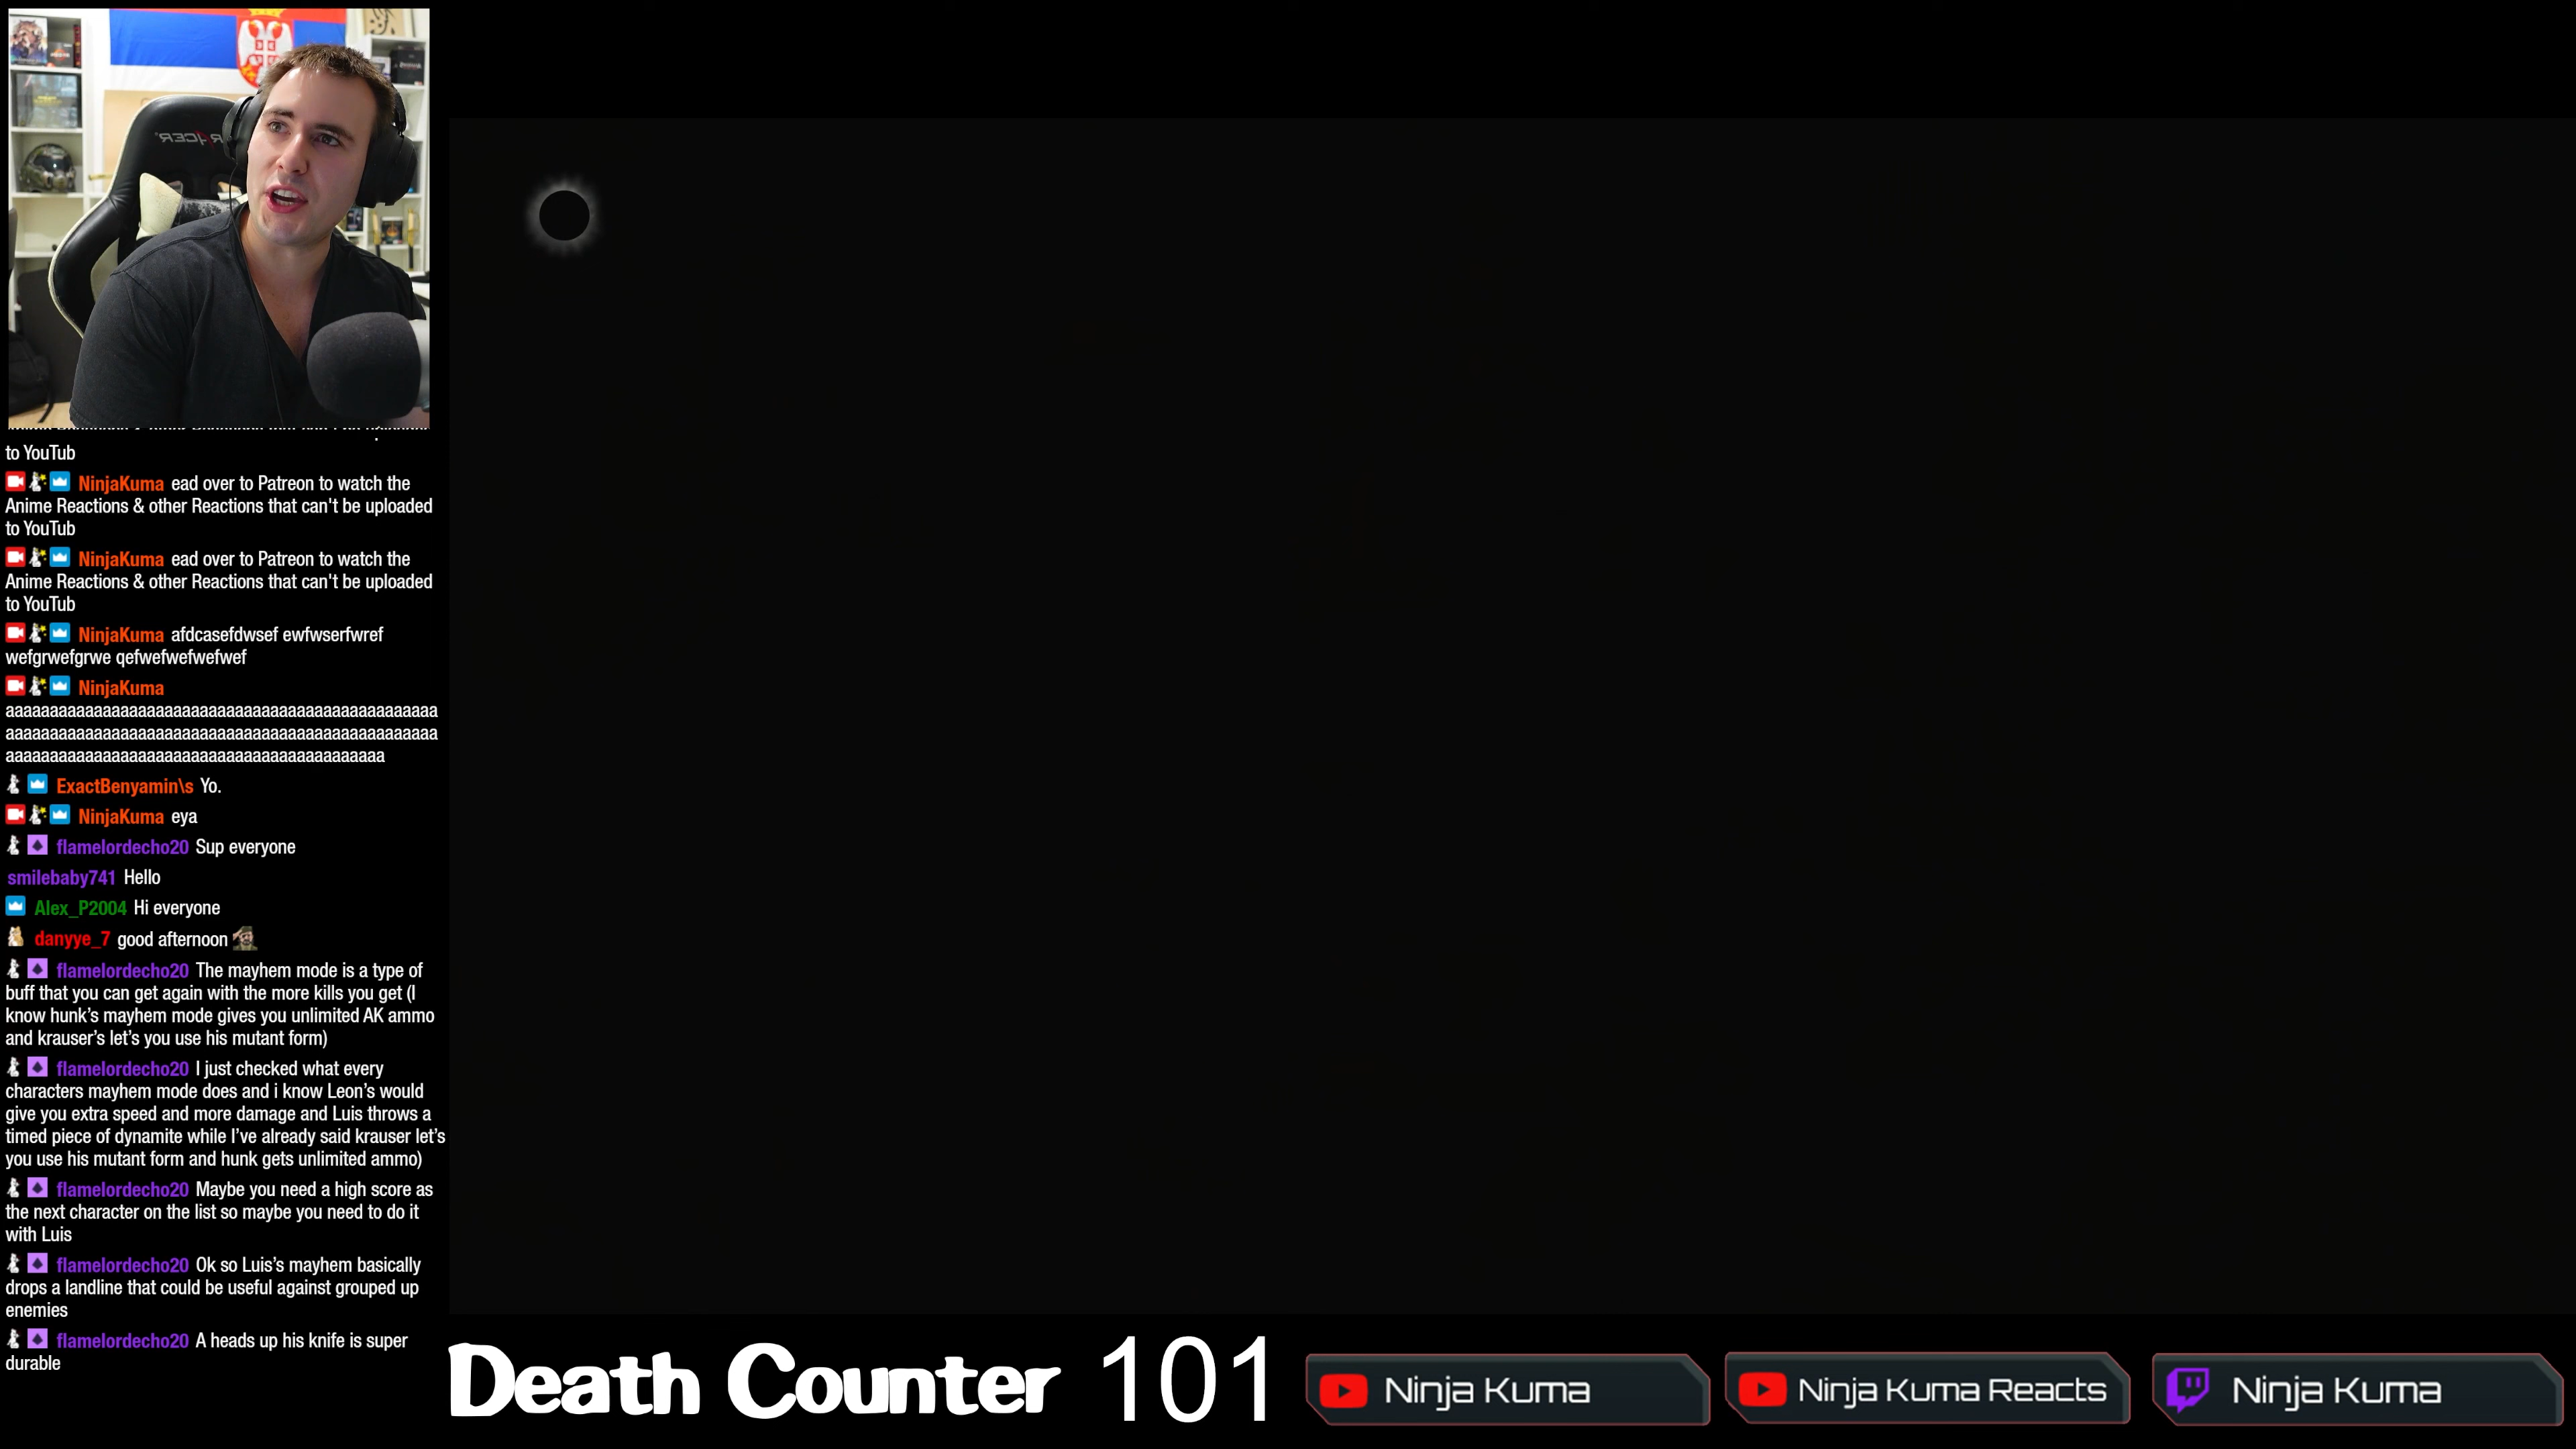 to YouTub
NinjaKuma ead over to Patreon to watch the
Anime Reactions & other Reactions that can't be uploaded
to YouTub
NinjaKuma ead over to Patreon to watch the
Anime Reactions & other Reactions that can't be uploaded
to YouTub
NinjaKuma afdcasefdwsef ewfwserfwref
wefgrwefgrwe qefwefwefwefwef
NinjaKuma
ExactBenyamin\s Yo.
NinjaKuma eya
flamelordecho20 Sup everyone
smilebaby741 Hello
Alex_P2004 Hi everyone
danyye_7 good afternoon
flamelordecho20 The mayhem mode is a type of
buff that you can get again with the more kills you get (I
know hunk's mayhem mode gives you unlimited AK ammo
and krauser's let's you use his mutant form)
flamelordecho20 I just checked what every
characters mayhem mode does and i know Leon's would
give you extra speed and more damage and Luis throws a
timed piece of dynamite while I've already said krauser let's
you use his mutant form and hunk gets unlimited ammo)
flamelordecho20 Maybe you need a high score as
the next character on the list so maybe you need to do it
with Luis
flamelordecho20 Ok so Luis's mayhem basically
drops a landline that could be useful against grouped up
enemies
flamelordecho20 A heads up his knife is super
durable
Death Counter 101
Ninja Kuma
Ninja Kuma Reacts
Ninja Kuma